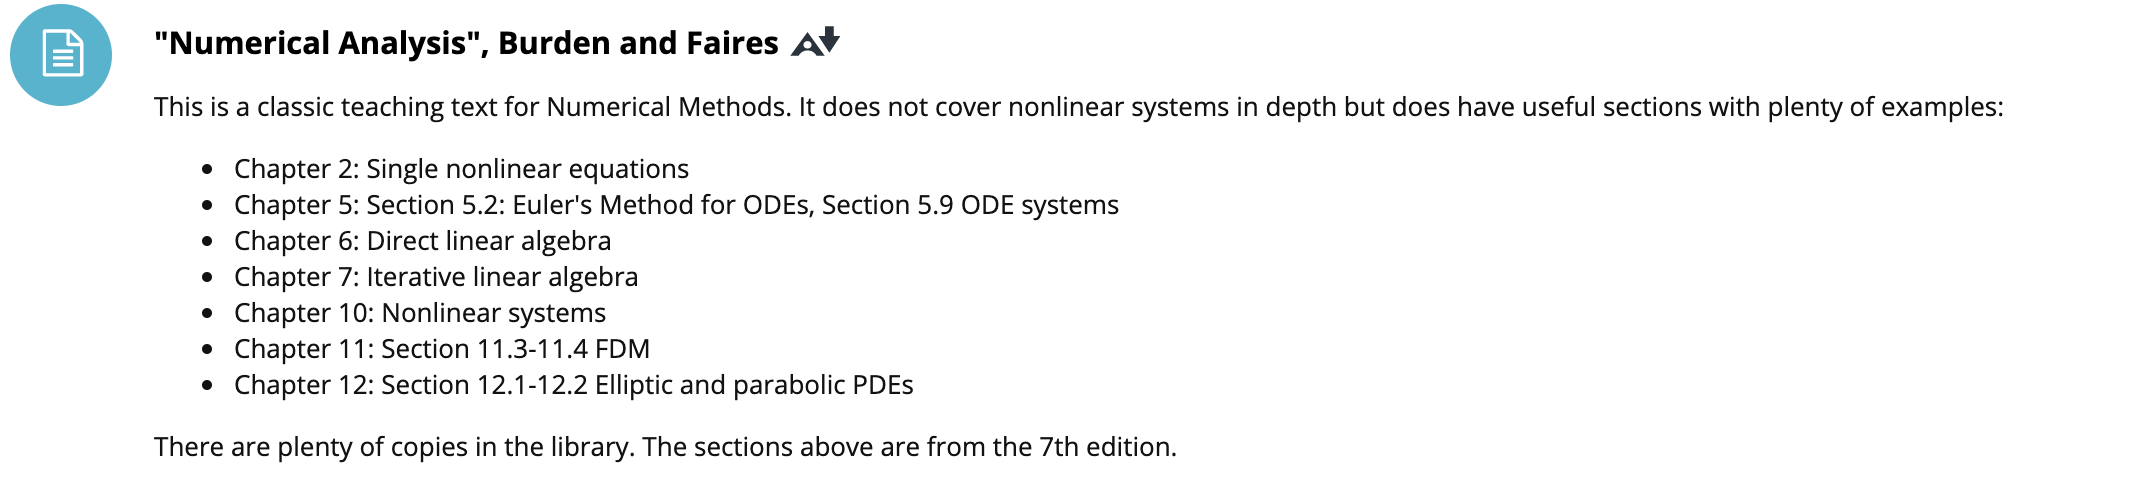 "Numerical Analysis", Burden and Faires
This is a classic teaching text for Numerical Methods. It does not cover nonlinear systems in depth but does have useful sections with plenty of examples:
• Chapter 2: Single nonlinear equations
• Chapter 5: Section 5.2: Euler's Method for ODEs, Section 5.9 ODE systems
• Chapter 6: Direct linear algebra
• Chapter 7: Iterative linear algebra
• Chapter 10: Nonlinear systems
• Chapter 11: Section 11.3-11.4 FDM
• Chapter 12: Section 12.1-12.2 Elliptic and parabolic PDEs
There are plenty of copies in the library. The sections above are from the 7th edition.